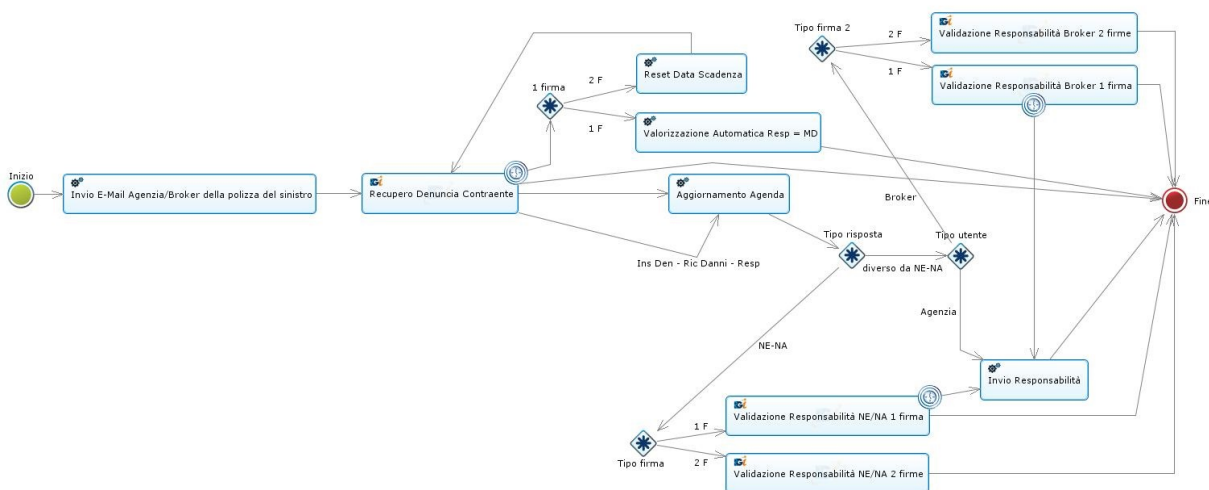 Tipo firma 2
2 F
Validazione Responsabilità Broker 2 firme
1 F
Validazione Responsabilità Broker 1 firma
2 F
Reset Data Scadenza
1 firma
1 F
Valorizzazione Automatica Resp = MD
Inizio
Invio E-Mail Agenzia/Broker della polizza del sinistro
Recupero Denuncia Contraente
Aggiornamento Agenda
Broker
Fine
Tipo risposta
Tipo utente
Ins Den - Ric Danni - Resp
diverso da NE-NA
Agenzia
NE-NA
Invio Responsabilità
Validazione Responsabilità NE/NA 1 firma
1 F
Tipo firma
2 F
Validazione Responsabilità NE/NA 2 firme